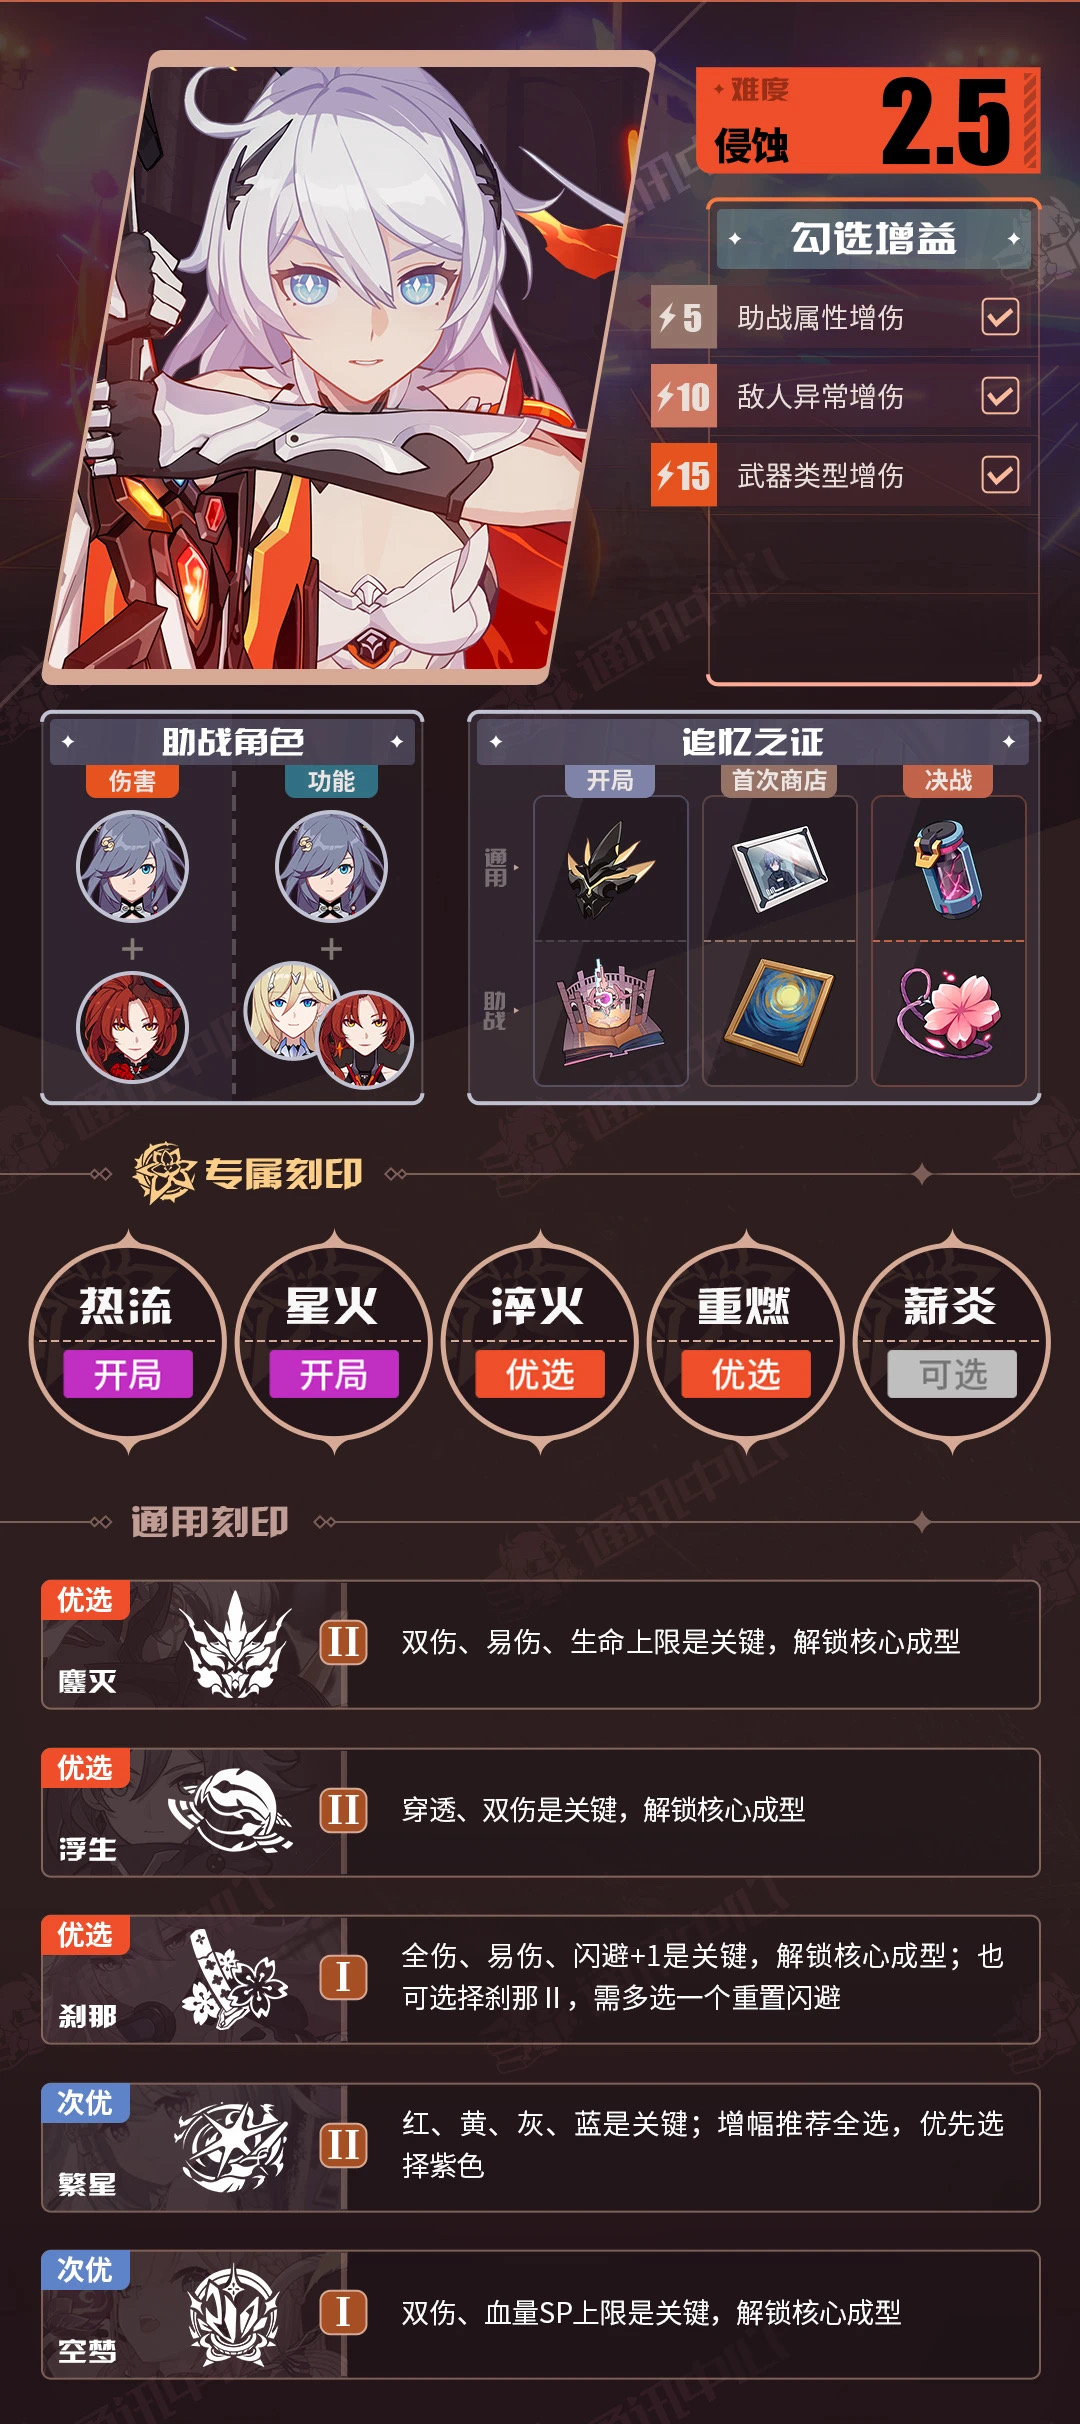 难度
侵蚀
2.5
勾选增益
5 助战属性增伤
10 敌人异常增伤
15 武器类型增伤
助战角色
伤害 功能
追忆之证
开局 首次商店 决战
通用
助战
专属刻印
热流 星火 淬火 重燃 薪炎
开局 开局 优选 优选 可选
通用刻印
优选
鏖灭
II
双伤、易伤、生命上限是关键，解锁核心成型
优选
浮生
II
穿透、双伤是关键，解锁核心成型
优选
刹那
I
全伤、易伤、闪避+1是关键，解锁核心成型；也
可选择刹那II，需多选一个重置闪避
次优
繁星
II
红、黄、灰、蓝是关键；增幅推荐全选，优先选
择紫色
次优
空梦
I
双伤、血量SP上限是关键，解锁核心成型
通讯中心